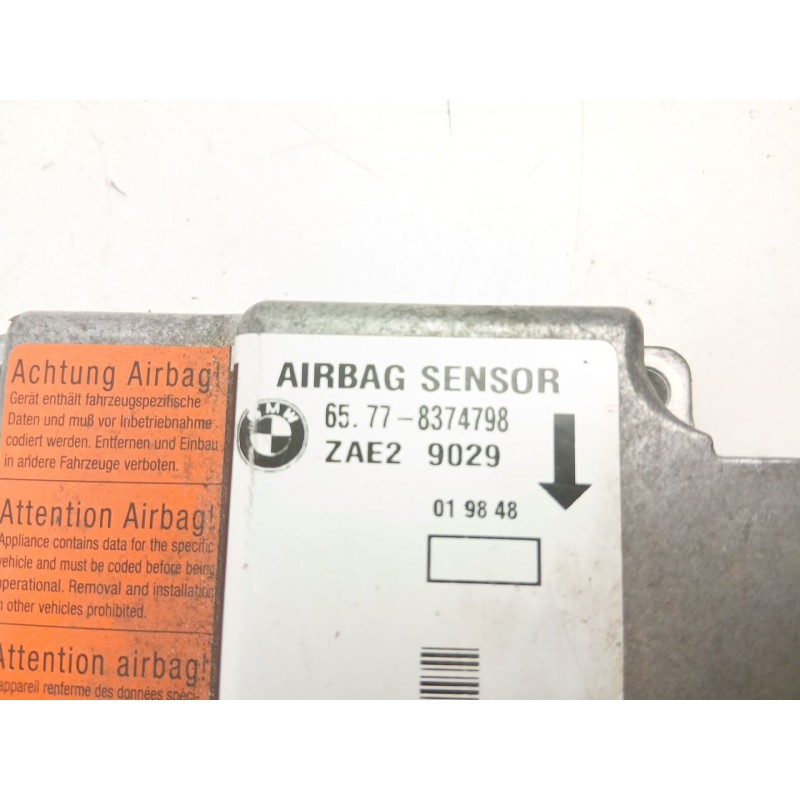 Achtung Airbag!
Gerät enthält fahrzeugspezifische
Daten und muß vor Inbetriebnahme
codiert werden. Entfernen und Einbau
in andere Fahrzeuge verboten.
Attention Airbag!
Appliance contains data for the specific
vehicle and must be coded before being
operational. Removal and installation
in other vehicles prohibited.
Attention airbag!
appareil renferme des données spéci-
AIRBAG SENSOR
BMW
65.77-8374798
ZAE2 9029
01 98 48